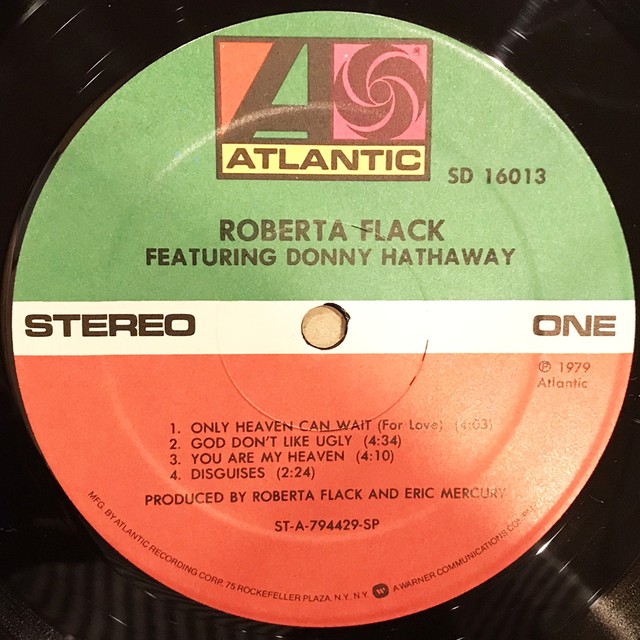 ATLANTIC
SD 16013
ROBERTA FLACK
FEATURING DONNY HATHAWAY
STEREO
ONE
℗ 1979
Atlantic
1. ONLY HEAVEN CAN WAIT (For Love) (4:03)
2. GOD DON'T LIKE UGLY (4:34)
3. YOU ARE MY HEAVEN (4:10)
4. DISGUISES (2:24)
PRODUCED BY ROBERTA FLACK AND ERIC MERCURY
ST-A-794429-SP
MFG. BY ATLANTIC RECORDING CORP. 75 ROCKEFELLER PLAZA, N.Y. N.Y. W A WARNER COMMUNICATIONS